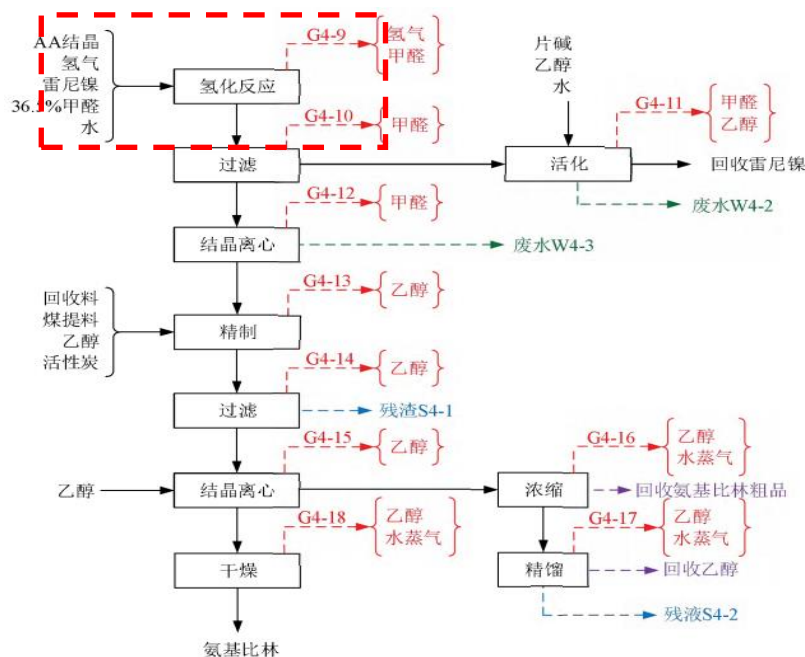 AA结晶
氢气
雷尼镍
36.5%甲醛
水
氢化反应
G4-9
氢气
甲醛
片碱
乙醇
水
G4-10
甲醛
G4-11
甲醛
乙醇
过滤
活化
回收雷尼镍
G4-12
甲醛
废水W4-2
结晶离心
废水W4-3
G4-13
乙醇
回收料
煤提料
乙醇
活性炭
精制
G4-14
乙醇
过滤
残渣S4-1
G4-15
乙醇
G4-16
乙醇
水蒸气
乙醇
结晶离心
浓缩
回收氨基比林粗品
G4-18
乙醇
水蒸气
G4-17
乙醇
水蒸气
干燥
精馏
回收乙醇
残液S4-2
氨基比林